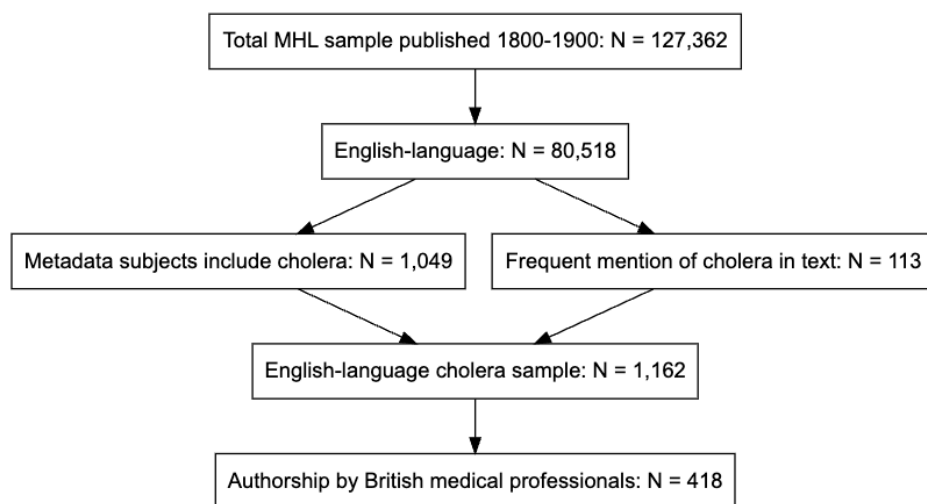 Total MHL sample published 1800-1900: N = 127,362
English-language: N = 80,518
Metadata subjects include cholera: N = 1,049
Frequent mention of cholera in text: N = 113
English-language cholera sample: N = 1,162
Authorship by British medical professionals: N = 418